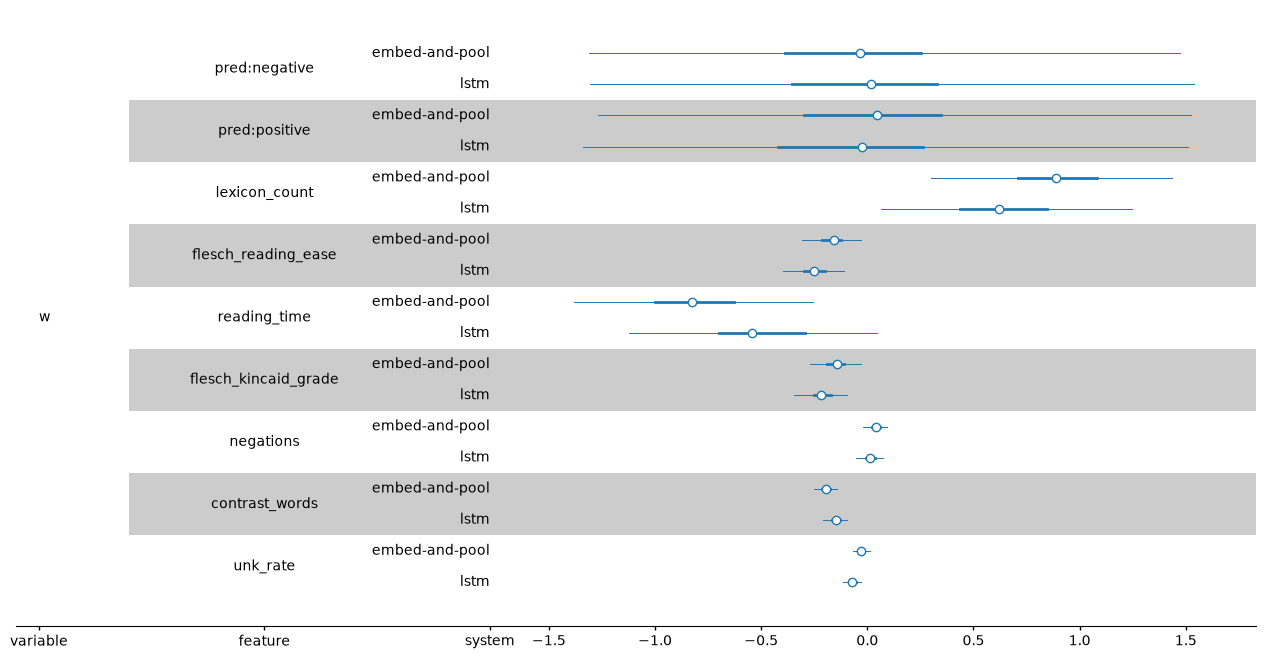 embed-and-pool
pred:negative
lstm
embed-and-pool
pred:positive
lstm
embed-and-pool
lexicon_count
lstm
embed-and-pool
flesch_reading_ease
lstm
embed-and-pool
w
reading_time
lstm
embed-and-pool
flesch_kincaid_grade
lstm
embed-and-pool
negations
lstm
embed-and-pool
contrast_words
lstm
embed-and-pool
unk_rate
lstm
variable feature system −1.5 −1.0 −0.5 0.0 0.5 1.0 1.5